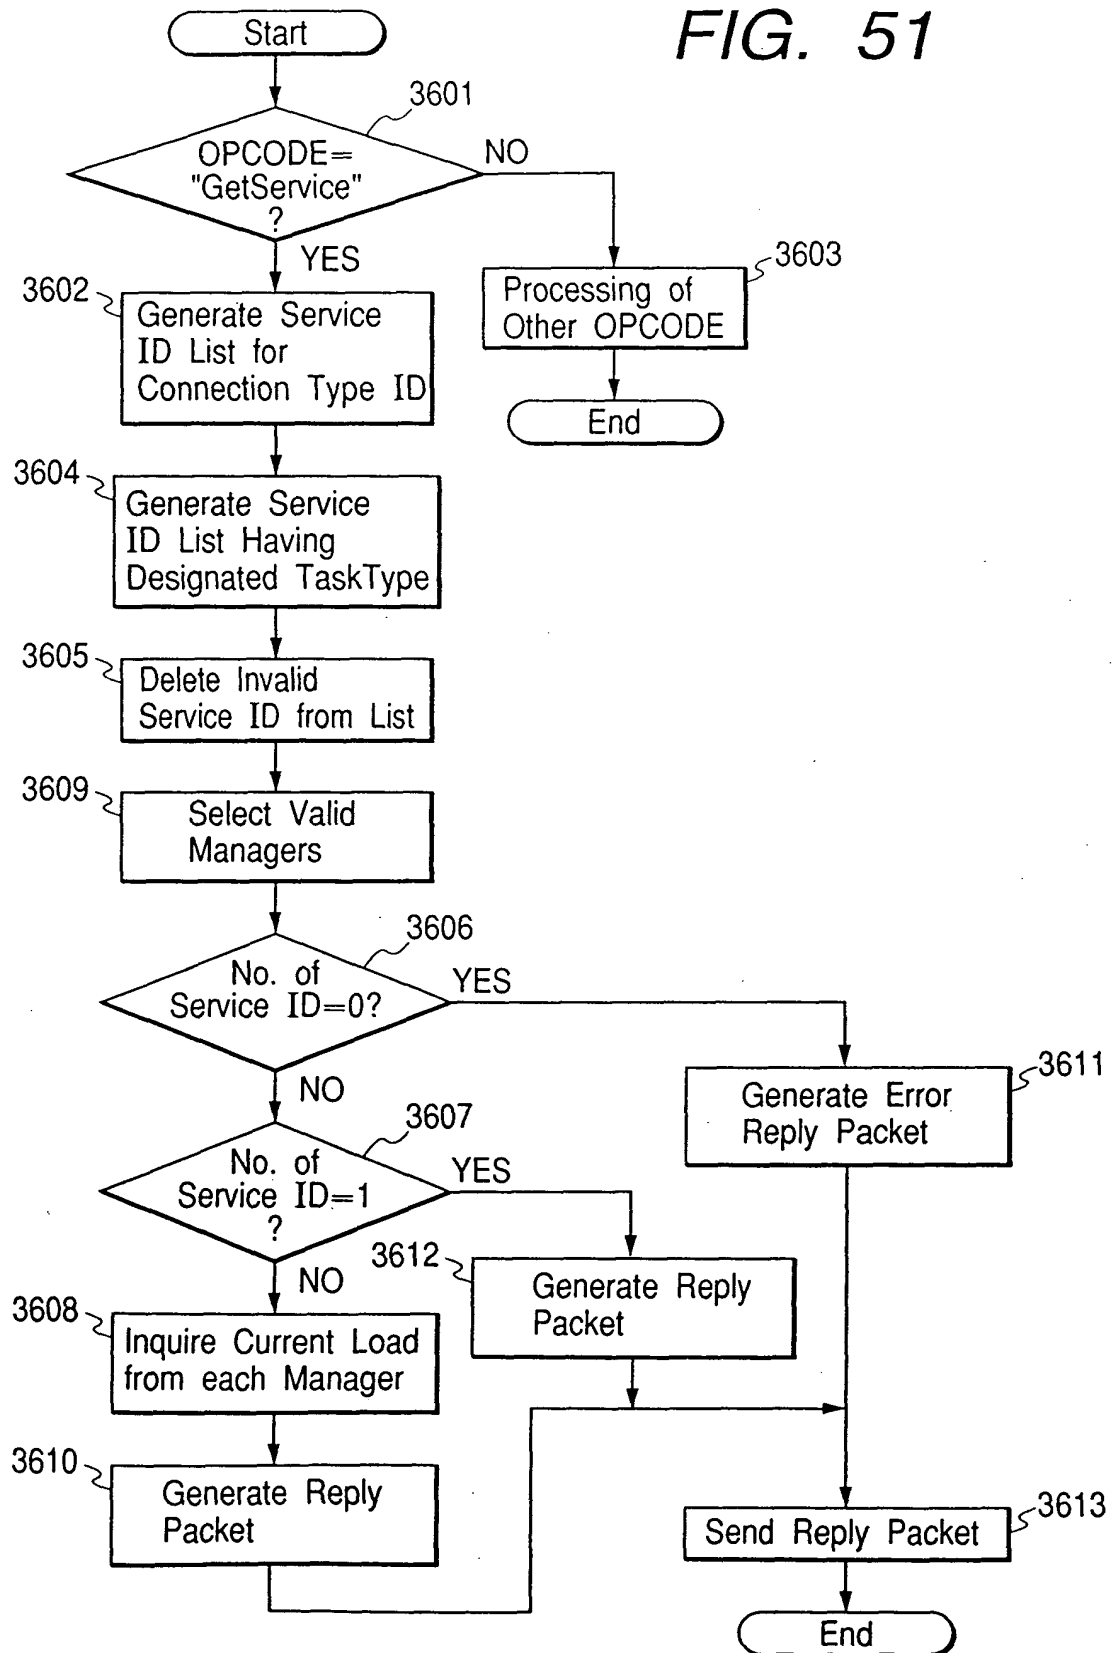 FIG. 51
Start
3601
OPCODE=
"GetService"
?
NO
YES
3602
Generate Service
ID List for
Connection Type ID
3603
Processing of
Other OPCODE
End
3604
Generate Service
ID List Having
Designated TaskType
3605
Delete Invalid
Service ID from List
3609
Select Valid
Managers
3606
No. of
Service ID=0?
YES
NO
3611
Generate Error
Reply Packet
3607
No. of
Service ID=1
?
YES
NO
3612
Generate Reply
Packet
3608
Inquire Current Load
from each Manager
3610
Generate Reply
Packet
3613
Send Reply Packet
End